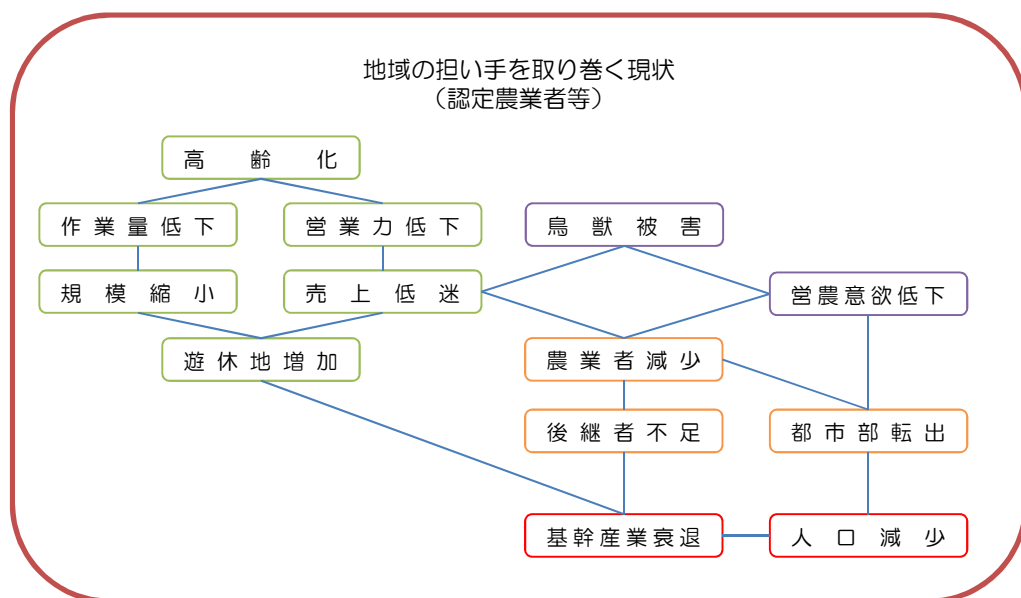 地域の担い手を取り巻く現状
（認定農業者等）
高齢化
作業量低下
営業力低下
鳥獣被害
規模縮小
売上低迷
営農意欲低下
遊休地増加
農業者減少
後継者不足
都市部転出
基幹産業衰退
人口減少